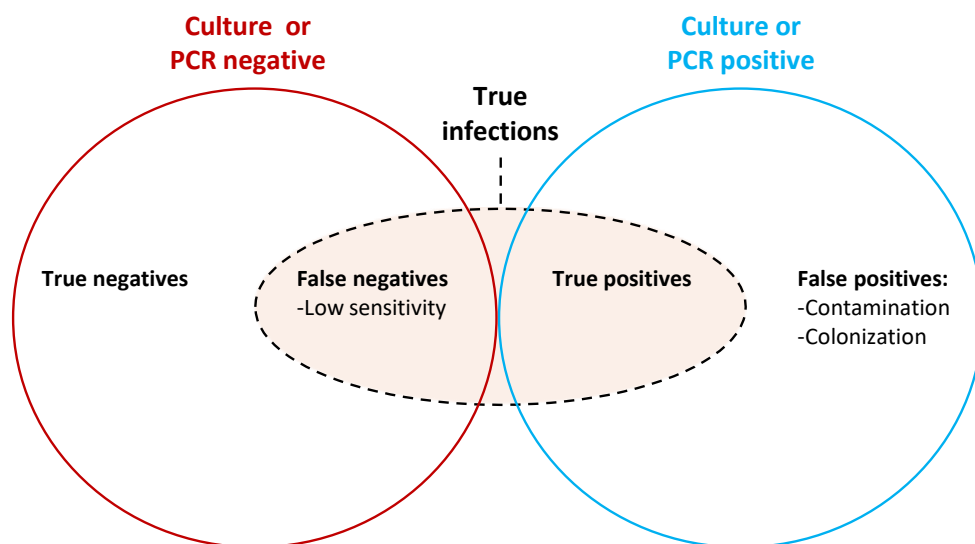 Culture or
PCR negative
Culture or
PCR positive
True
infections
True negatives
False negatives
-Low sensitivity
True positives
False positives:
-Contamination
-Colonization